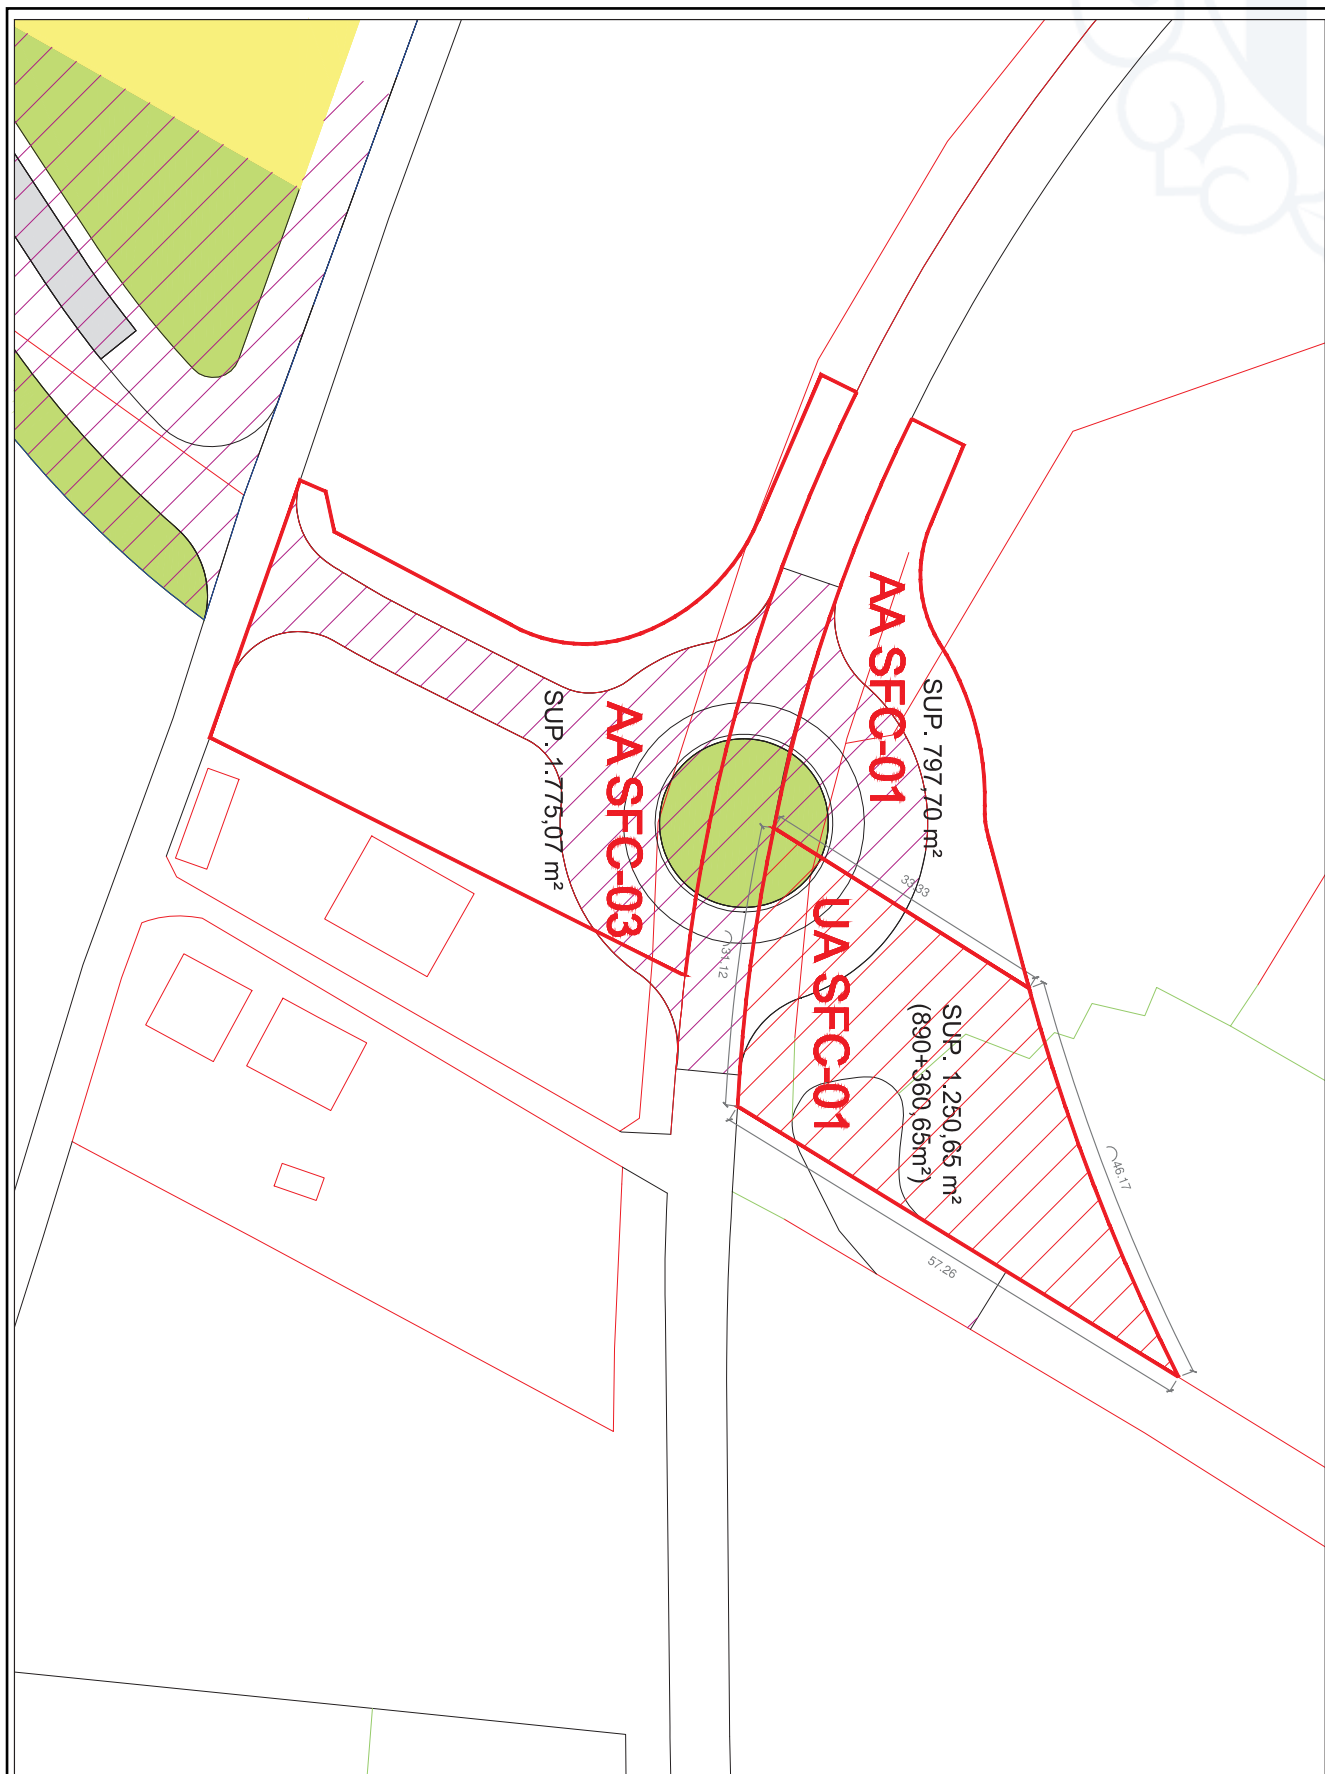 AA SFC-01
SUP. 797,70 m²
AA SFC-03
SUP. 1.775,07 m²
UA SFC-01
SUP. 1.250,65 m²
(890+360,65m²)
33.33
31.12
46.17
57.26